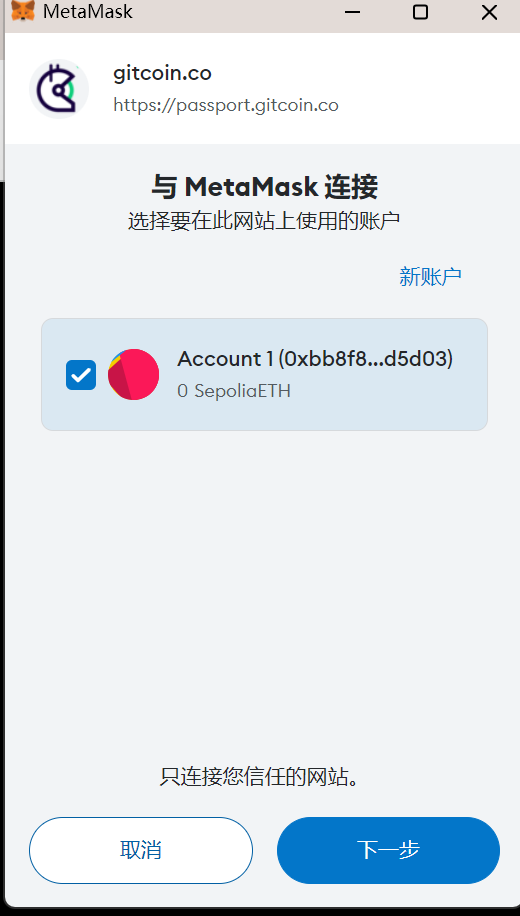 MetaMask
gitcoin.co
https://passport.gitcoin.co
与 MetaMask 连接
选择要在此网站上使用的账户
新账户
Account 1 (0xbb8f8...d5d03)
0 SepoliaETH
只连接您信任的网站。
取消
下一步